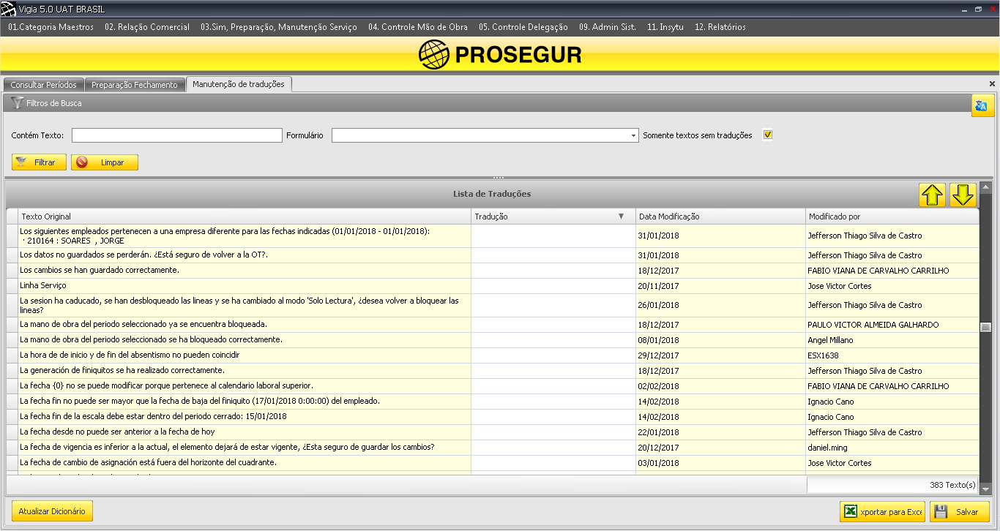 Vigia 5.0 UAT BRASIL
01.Categoria Maestros 02. Relação Comercial 03.Sim, Preparação, Manutenção Serviço 04. Controle Mão de Obra 05. Controle Delegação 09. Admin Sist. 11. Insytu 12. Relatórios
PROSEGUR
Consultar Períodos Preparação Fechamento Manutenção de traduções
Filtros de Busca
Contém Texto: Formulário Somente textos sem traduções
Filtrar Limpar
Lista de Traduções
Texto Original Tradução Data Modificação Modificado por
Los siguientes empleados pertenecen a una empresa diferente para las fechas indicadas (01/01/2018 - 01/01/2018):
· 210164 : SOARES , JORGE 31/01/2018 Jefferson Thiago Silva de Castro
Los datos no guardados se perderán. ¿Está seguro de volver a la OT?. 31/01/2018 Jefferson Thiago Silva de Castro
Los cambios se han guardado correctamente. 18/12/2017 FABIO VIANA DE CARVALHO CARRILHO
Linha Serviço 20/11/2017 Jose Victor Cortes
La sesion ha caducado, se han desbloqueado las lineas y se ha cambiado al modo 'Solo Lectura', ¿desea volver a bloquear las
lineas? 26/01/2018 Jefferson Thiago Silva de Castro
La mano de obra del periodo seleccionado ya se encuentra bloqueada. 18/12/2017 PAULO VICTOR ALMEIDA GALHARDO
La mano de obra del periodo seleccionado se ha bloqueado correctamente. 08/01/2018 Angel Millano
La hora de de inicio y de fin del absentismo no pueden coincidir 29/12/2017 ESX1638
La generación de finiquitos se ha realizado correctamente. 18/12/2017 Jefferson Thiago Silva de Castro
La fecha {0} no se puede modificar porque pertenece al calendario laboral superior. 02/02/2018 FABIO VIANA DE CARVALHO CARRILHO
La fecha fin no puede ser mayor que la fecha de baja del finiquito (17/01/2018 0:00:00) del empleado. 14/02/2018 Ignacio Cano
La fecha fin de la escala debe estar dentro del periodo cerrado: 15/01/2018 14/02/2018 Ignacio Cano
La fecha desde no puede ser anterior a la fecha de hoy 22/01/2018 Jefferson Thiago Silva de Castro
La fecha de vigencia es inferior a la actual, el elemento dejará de estar vigente, ¿Esta seguro de guardar los cambios? 20/12/2017 daniel.ming
La fecha de cambio de asignación está fuera del horizonte del cuadrante. 03/01/2018 Jose Victor Cortes
383 Texto(s)
Atualizar Dicionário xportar para Exce Salvar